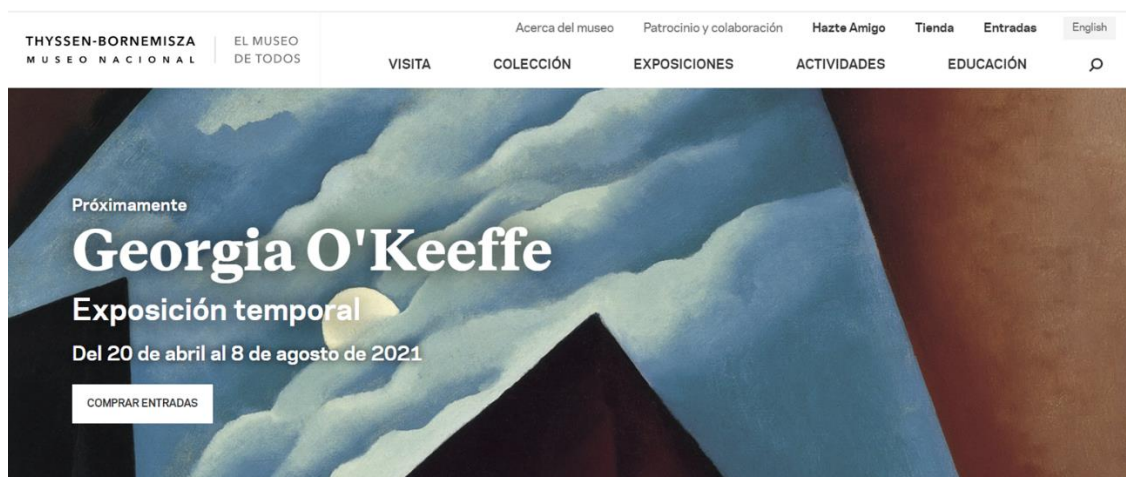 Acerca del museo Patrocinio y colaboración Hazte Amigo Tienda Entradas English
THYSSEN-BORNEMISZA
MUSEO NACIONAL
EL MUSEO
DE TODOS
VISITA COLECCIÓN EXPOSICIONES ACTIVIDADES EDUCACIÓN
Próximamente
Georgia O'Keeffe
Exposición temporal
Del 20 de abril al 8 de agosto de 2021
COMPRAR ENTRADAS